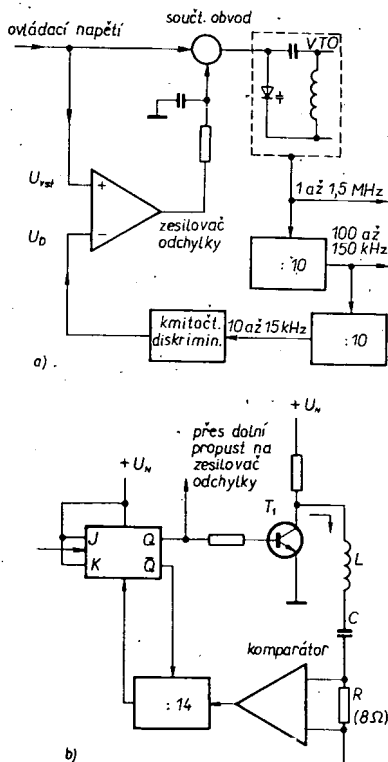 ovládací napětí
součt. obvod
VTO
U_vst
+
U_D
−
zesilovač
odchylky
1 až 1,5 MHz
100 až
150 kHz
: 10
kmitočt.
diskrimin.
10 až 15 kHz
: 10
a)
přes dolní
propust na
zesilovač
odchylky
+ U_N
+ U_N
J
Q
K
Q̅
T₁
L
C
komparátor
: 14
R
(8Ω)
b)